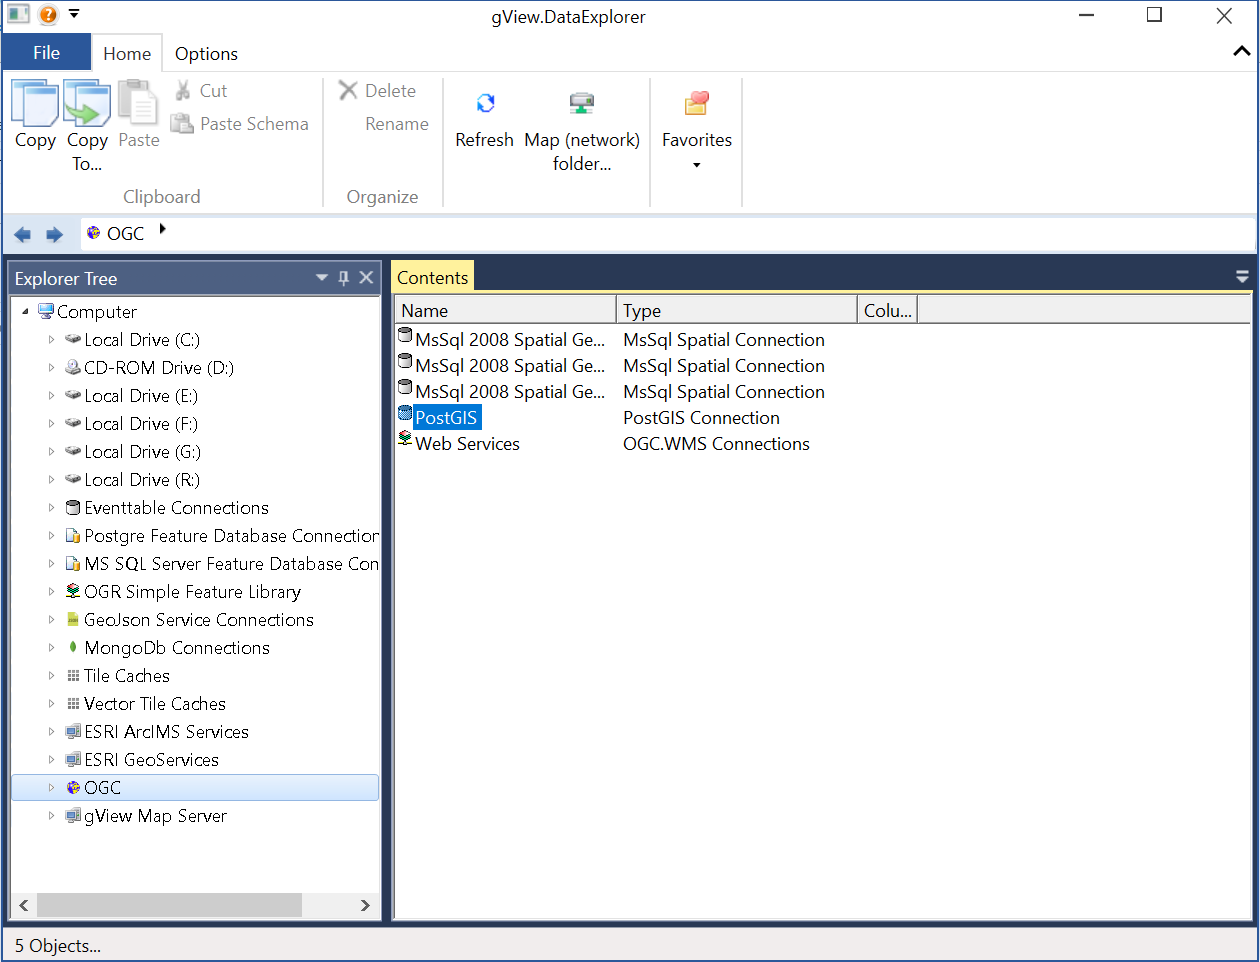 gView.DataExplorer
File Home Options
Copy
Copy To...
Paste
Cut
Paste Schema
Clipboard
Delete
Rename
Organize
Refresh
Map (network) folder...
Favorites
OGC
Explorer Tree
Computer
Local Drive (C:)
CD-ROM Drive (D:)
Local Drive (E:)
Local Drive (F:)
Local Drive (G:)
Local Drive (R:)
Eventtable Connections
Postgre Feature Database Connection
MS SQL Server Feature Database Con
OGR Simple Feature Library
GeoJson Service Connections
MongoDb Connections
Tile Caches
Vector Tile Caches
ESRI ArcIMS Services
ESRI GeoServices
OGC
gView Map Server
Contents
Name Type Colu...
MsSql 2008 Spatial Ge... MsSql Spatial Connection
MsSql 2008 Spatial Ge... MsSql Spatial Connection
MsSql 2008 Spatial Ge... MsSql Spatial Connection
PostGIS PostGIS Connection
Web Services OGC.WMS Connections
5 Objects...